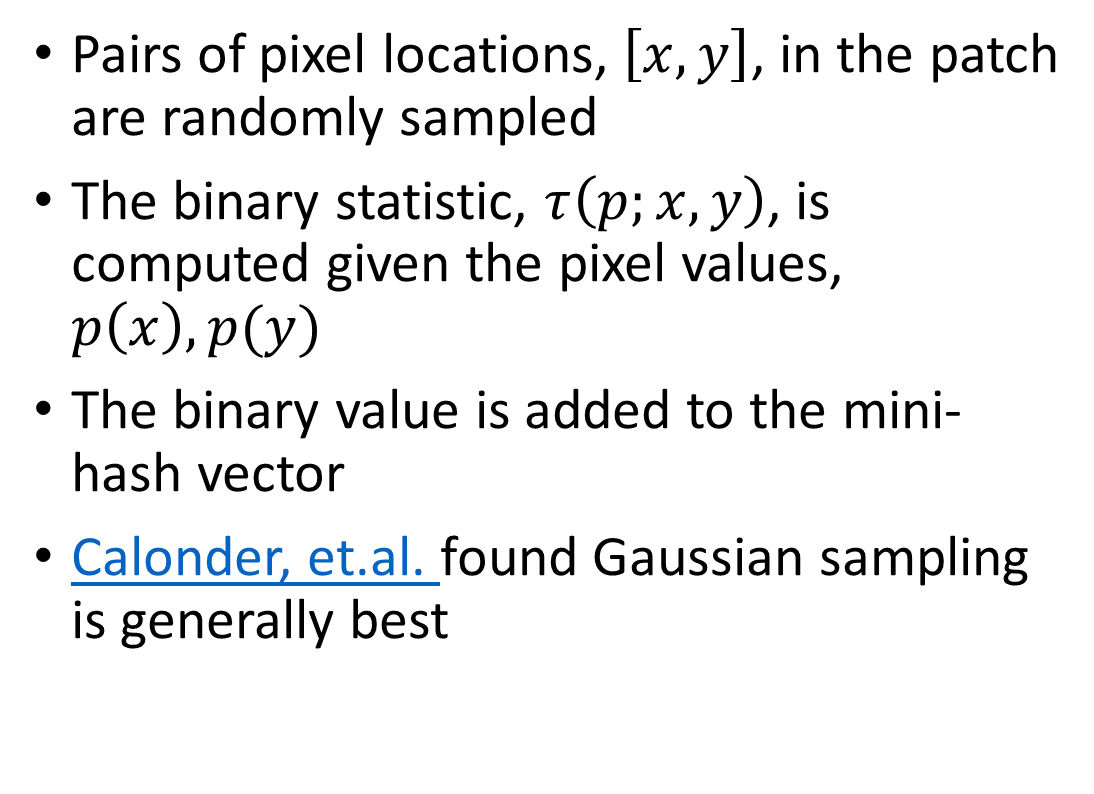 • Pairs of pixel locations, [x, y], in the patch
are randomly sampled
• The binary statistic, τ(p; x, y), is
computed given the pixel values,
p(x), p(y)
• The binary value is added to the mini-
hash vector
• Calonder, et.al. found Gaussian sampling
is generally best